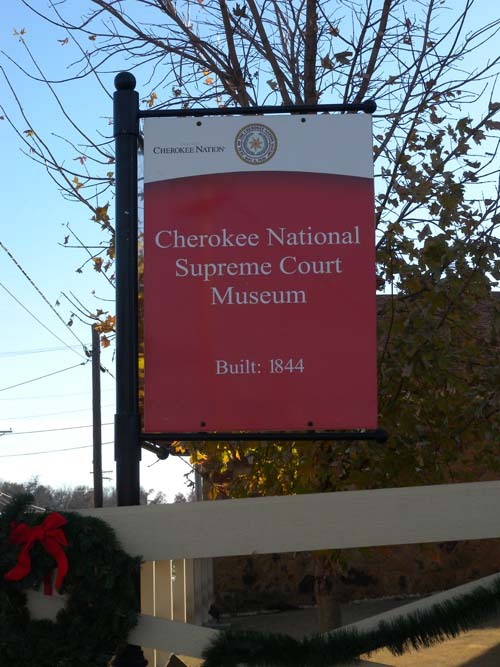 CHEROKEE NATION
Cherokee National
Supreme Court
Museum
Built: 1844